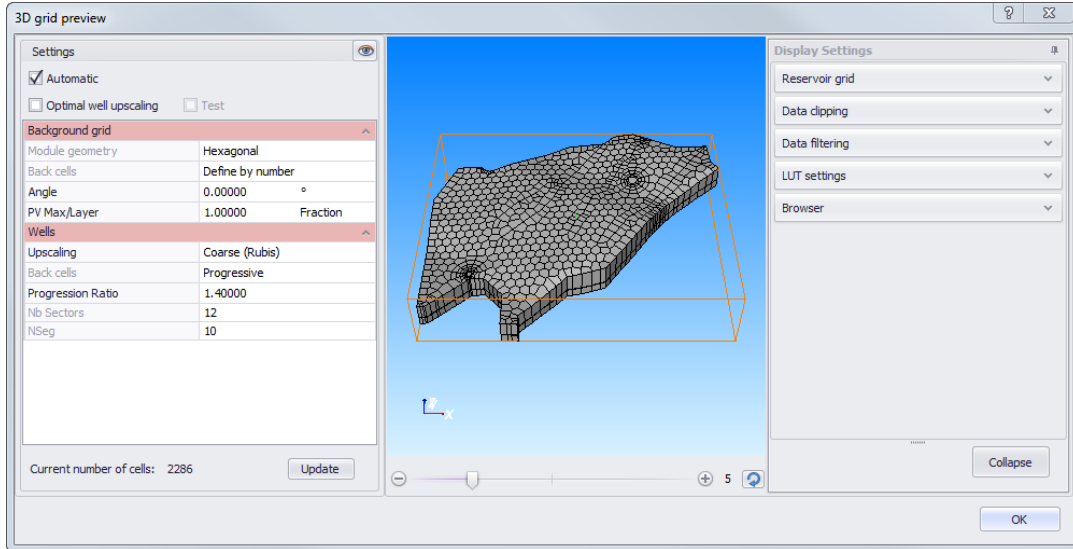 3D grid preview
Settings
Automatic
Optimal well upscaling Test
Background grid
Module geometry Hexagonal
Back cells Define by number
Angle 0.00000 °
PV Max/Layer 1.00000 Fraction
Wells
Upscaling Coarse (Rubis)
Back cells Progressive
Progression Ratio 1.40000
Nb Sectors 12
NSeg 10
Current number of cells: 2286 Update
X
5
Display Settings
Reservoir grid
Data clipping
Data filtering
LUT settings
Browser
Collapse
OK